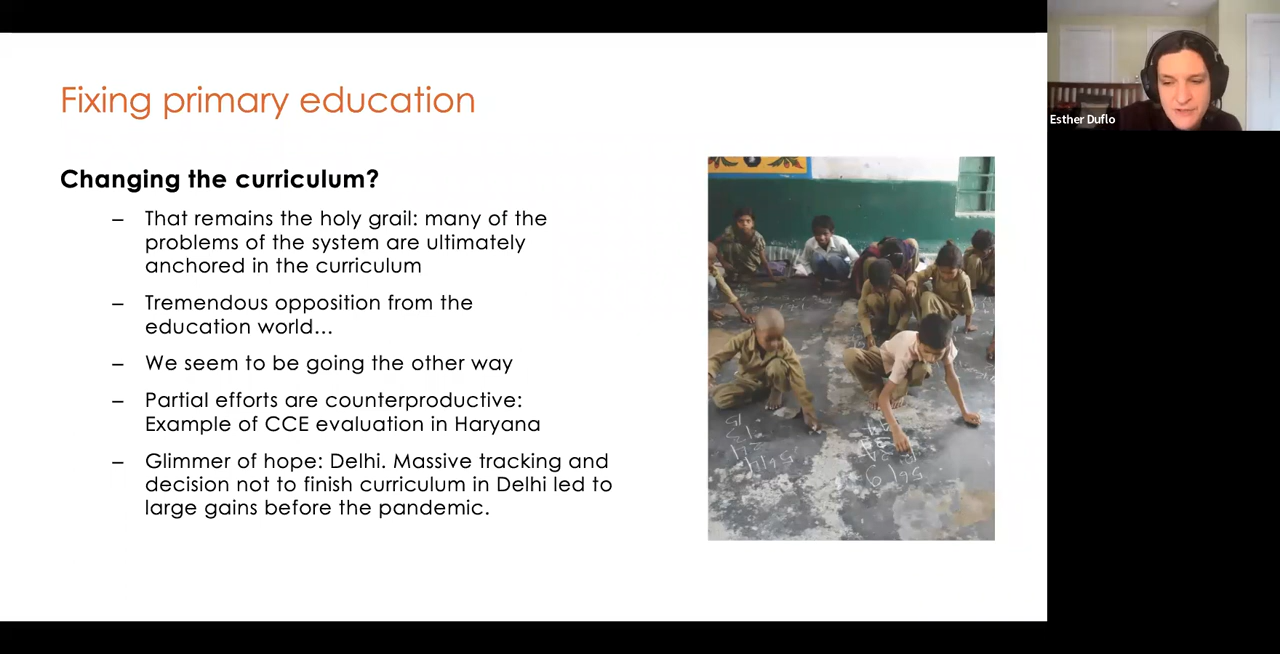 Fixing primary education
Changing the curriculum?
– That remains the holy grail: many of the
problems of the system are ultimately
anchored in the curriculum
– Tremendous opposition from the
education world...
– We seem to be going the other way
– Partial efforts are counterproductive:
Example of CCE evaluation in Haryana
– Glimmer of hope: Delhi. Massive tracking and
decision not to finish curriculum in Delhi led to
large gains before the pandemic.
Esther Duflo